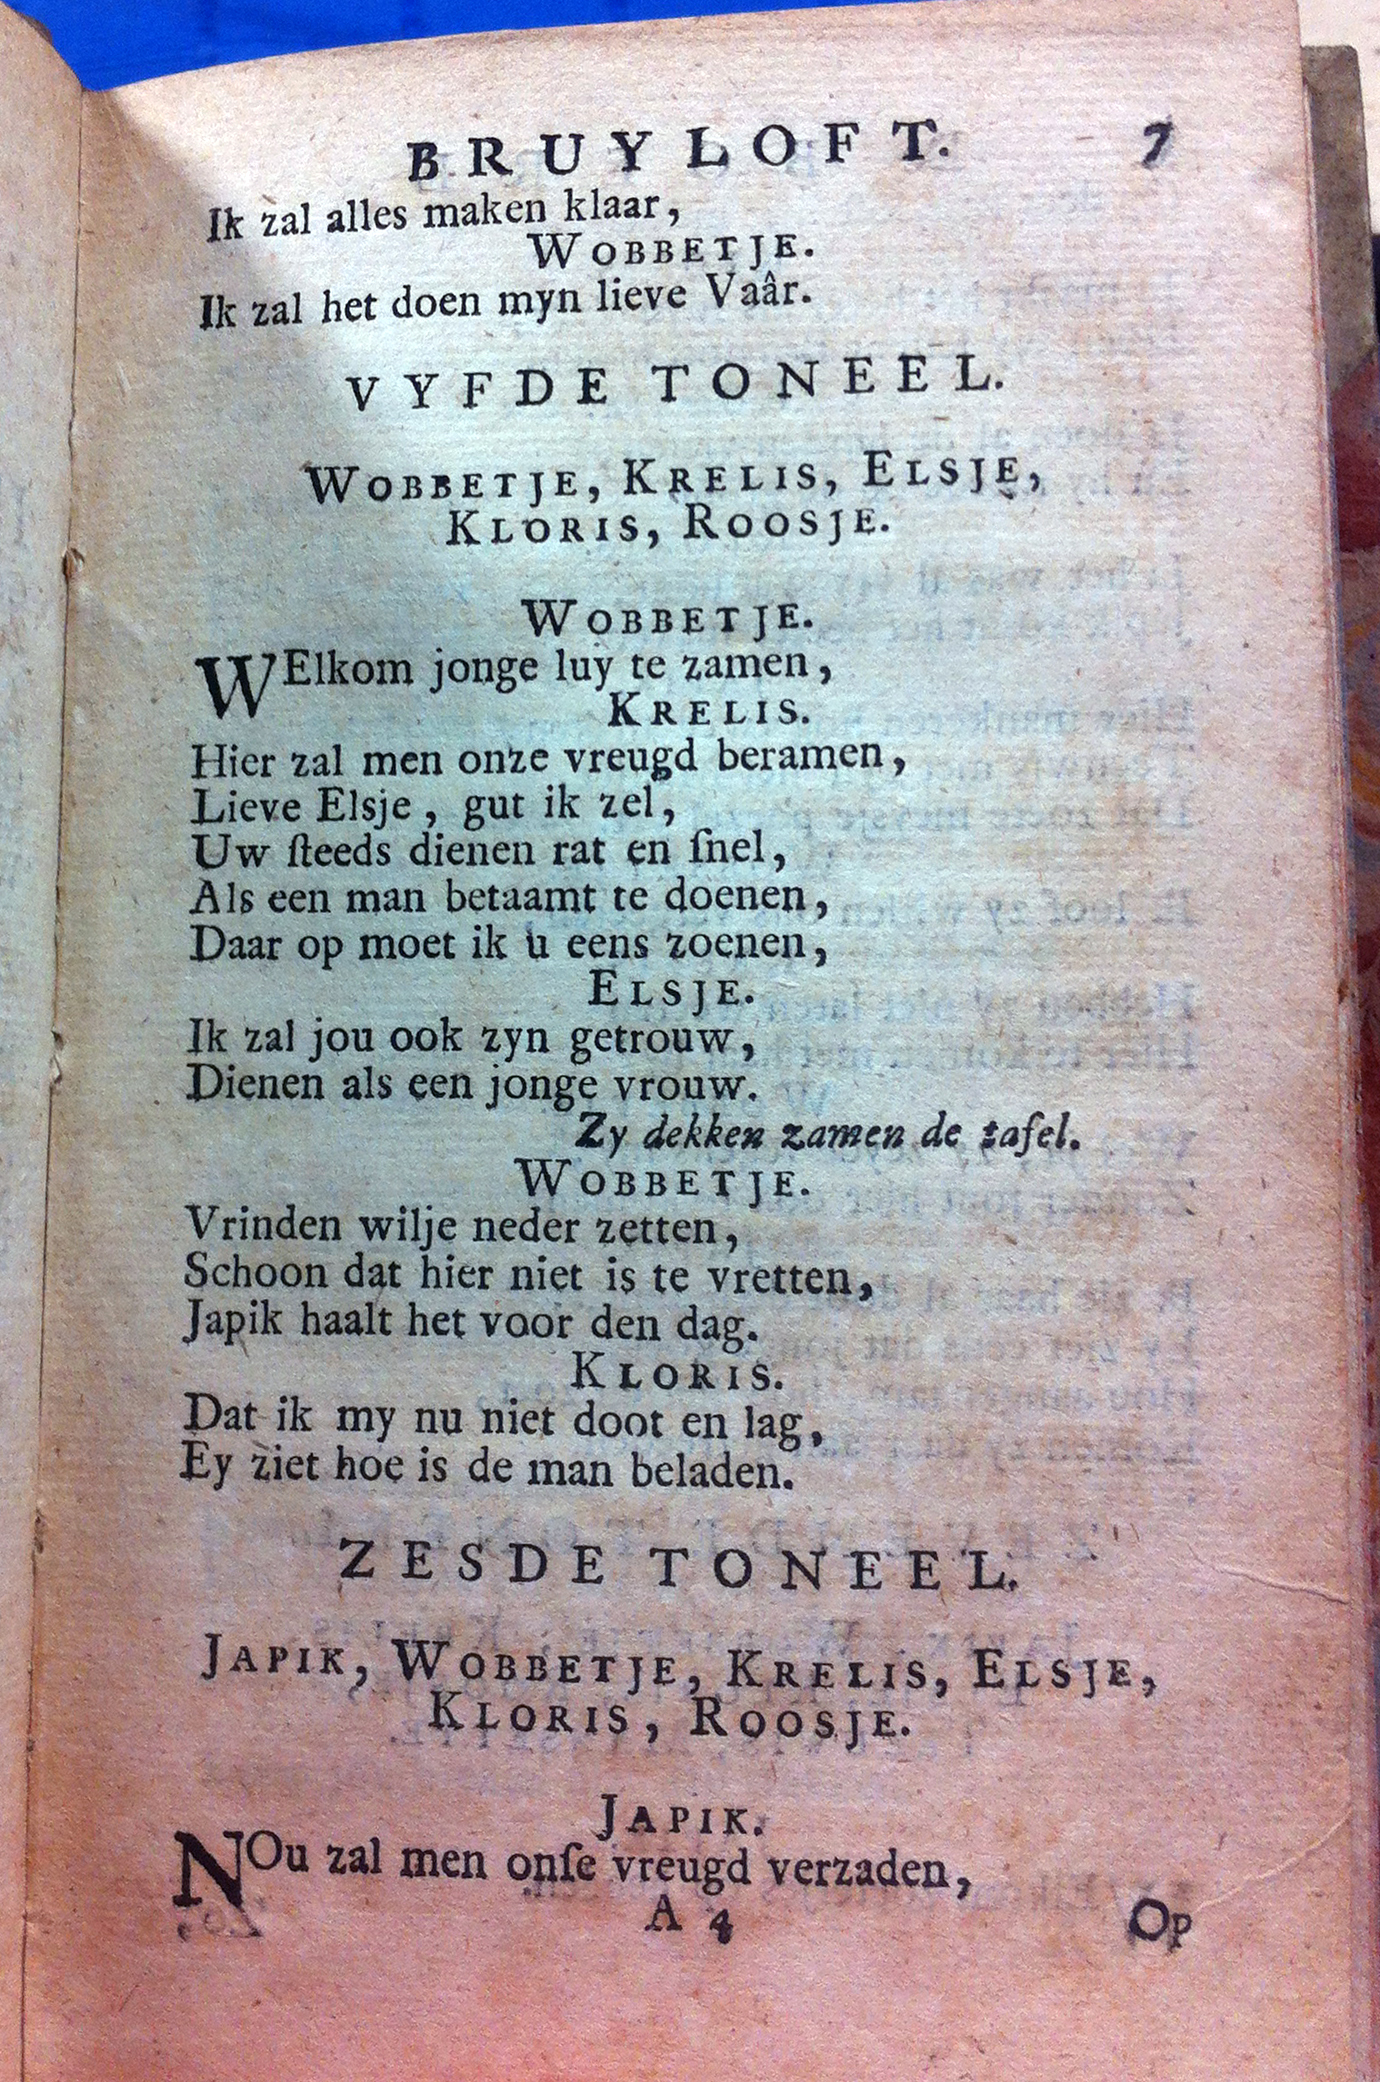 BRUYLOFT. 7
Ik zal alles maken klaar,
WOBBETJE.
Ik zal het doen myn lieve Vaâr.
VYFDE TONEEL.
WOBBETJE, KRELIS, ELSJE,
KLORIS, ROOSJE.
WOBBETJE.
WElkom jonge luy te zamen,
KRELIS.
Hier zal men onze vreugd beramen,
Lieve Elsje, gut ik zel,
Uw ſteeds dienen rat en ſnel,
Als een man betaamt te doenen,
Daar op moet ik u eens zoenen,
ELSJE.
Ik zal jou ook zyn getrouw,
Dienen als een jonge vrouw.
Zy dekken zamen de tafel.
WOBBETJE.
Vrinden wilje neder zetten,
Schoon dat hier niet is te vretten,
Japik haalt het voor den dag.
KLORIS.
Dat ik my nu niet doot en lag,
Ey ziet hoe is de man beladen.
ZESDE TONEEL.
JAPIK, WOBBETJE, KRELIS, ELSJE,
KLORIS, ROOSJE.
JAPIK.
NOu zal men onſe vreugd verzaden,
A 4 Op